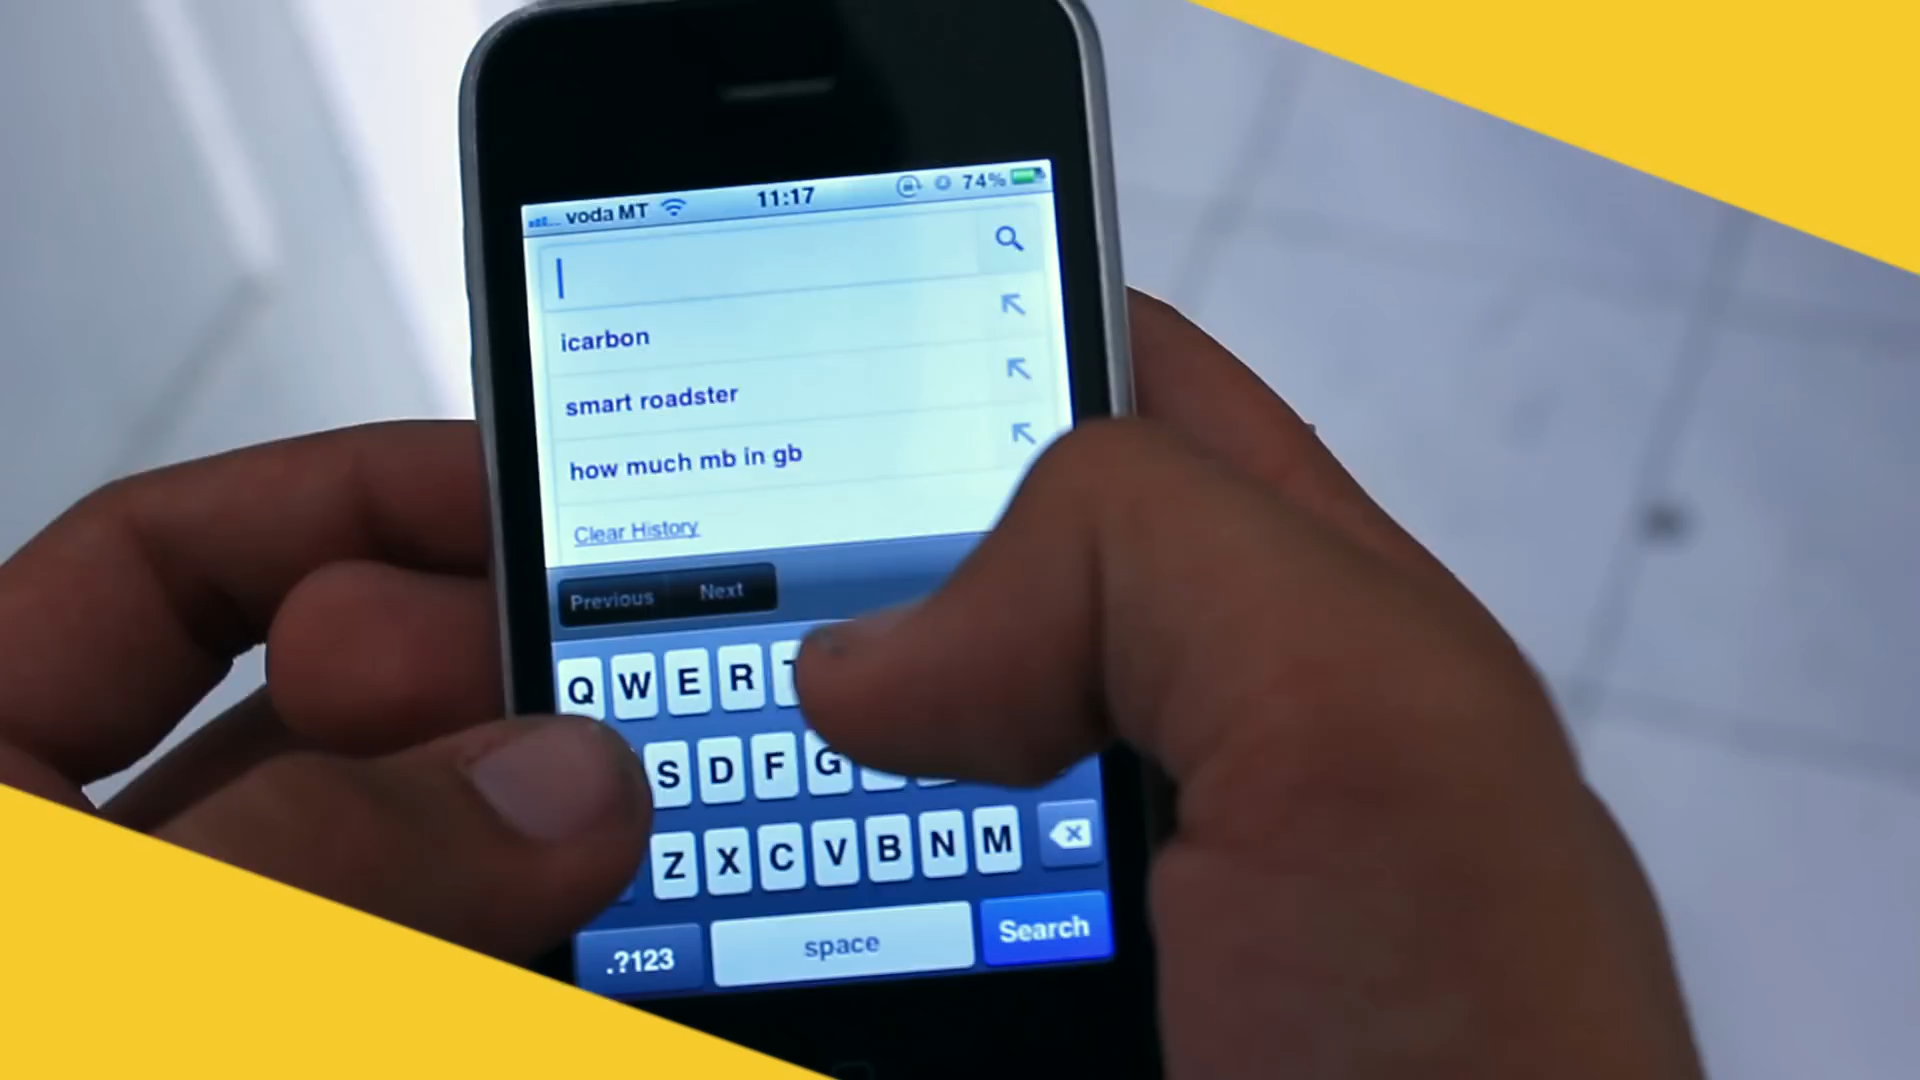 voda MT 11:17 74%
icarbon
smart roadster
how much mb in gb
Clear History
Previous Next
Q W E R T
S D F G
Z X C V B N M
.?123 space Search